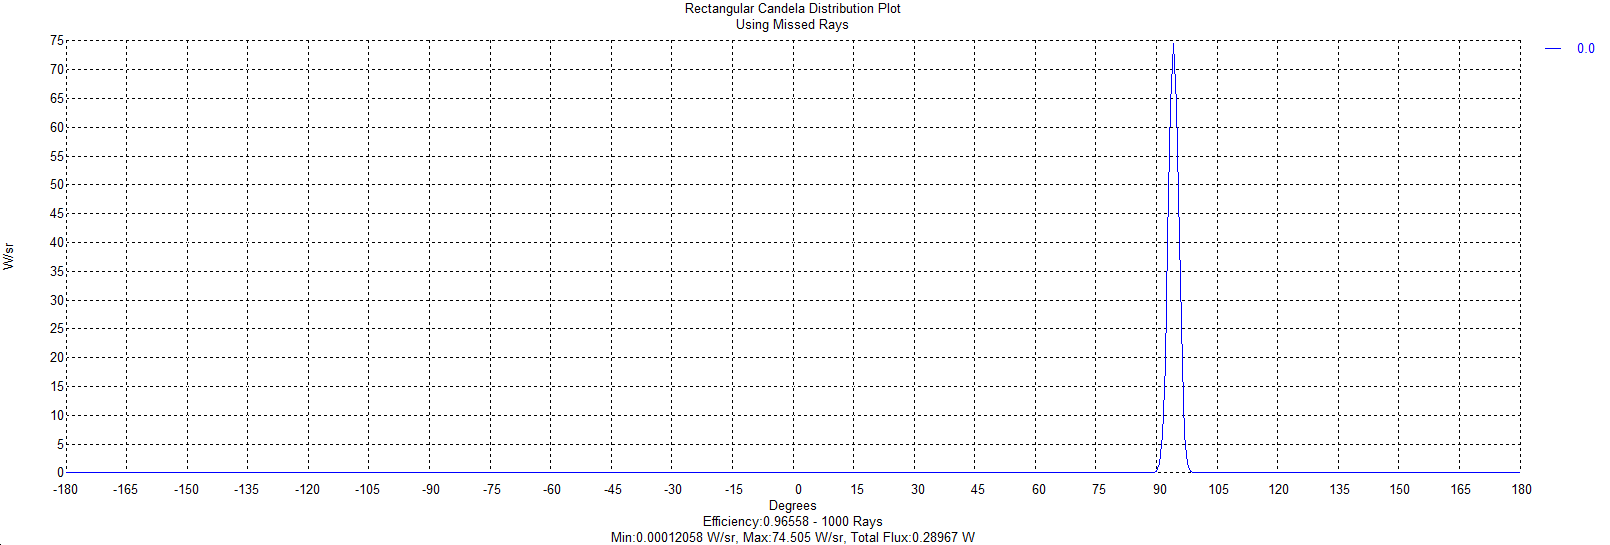 Rectangular Candela Distribution Plot
Using Missed Rays
0.0
75
70
65
60
55
50
45
40
35
30
25
20
15
10
5
0
W/sr
-180 -165 -150 -135 -120 -105 -90 -75 -60 -45 -30 -15 0 15 30 45 60 75 90 105 120 135 150 165 180
Degrees
Efficiency:0.96558 - 1000 Rays
Min:0.00012058 W/sr, Max:74.505 W/sr, Total Flux:0.28967 W